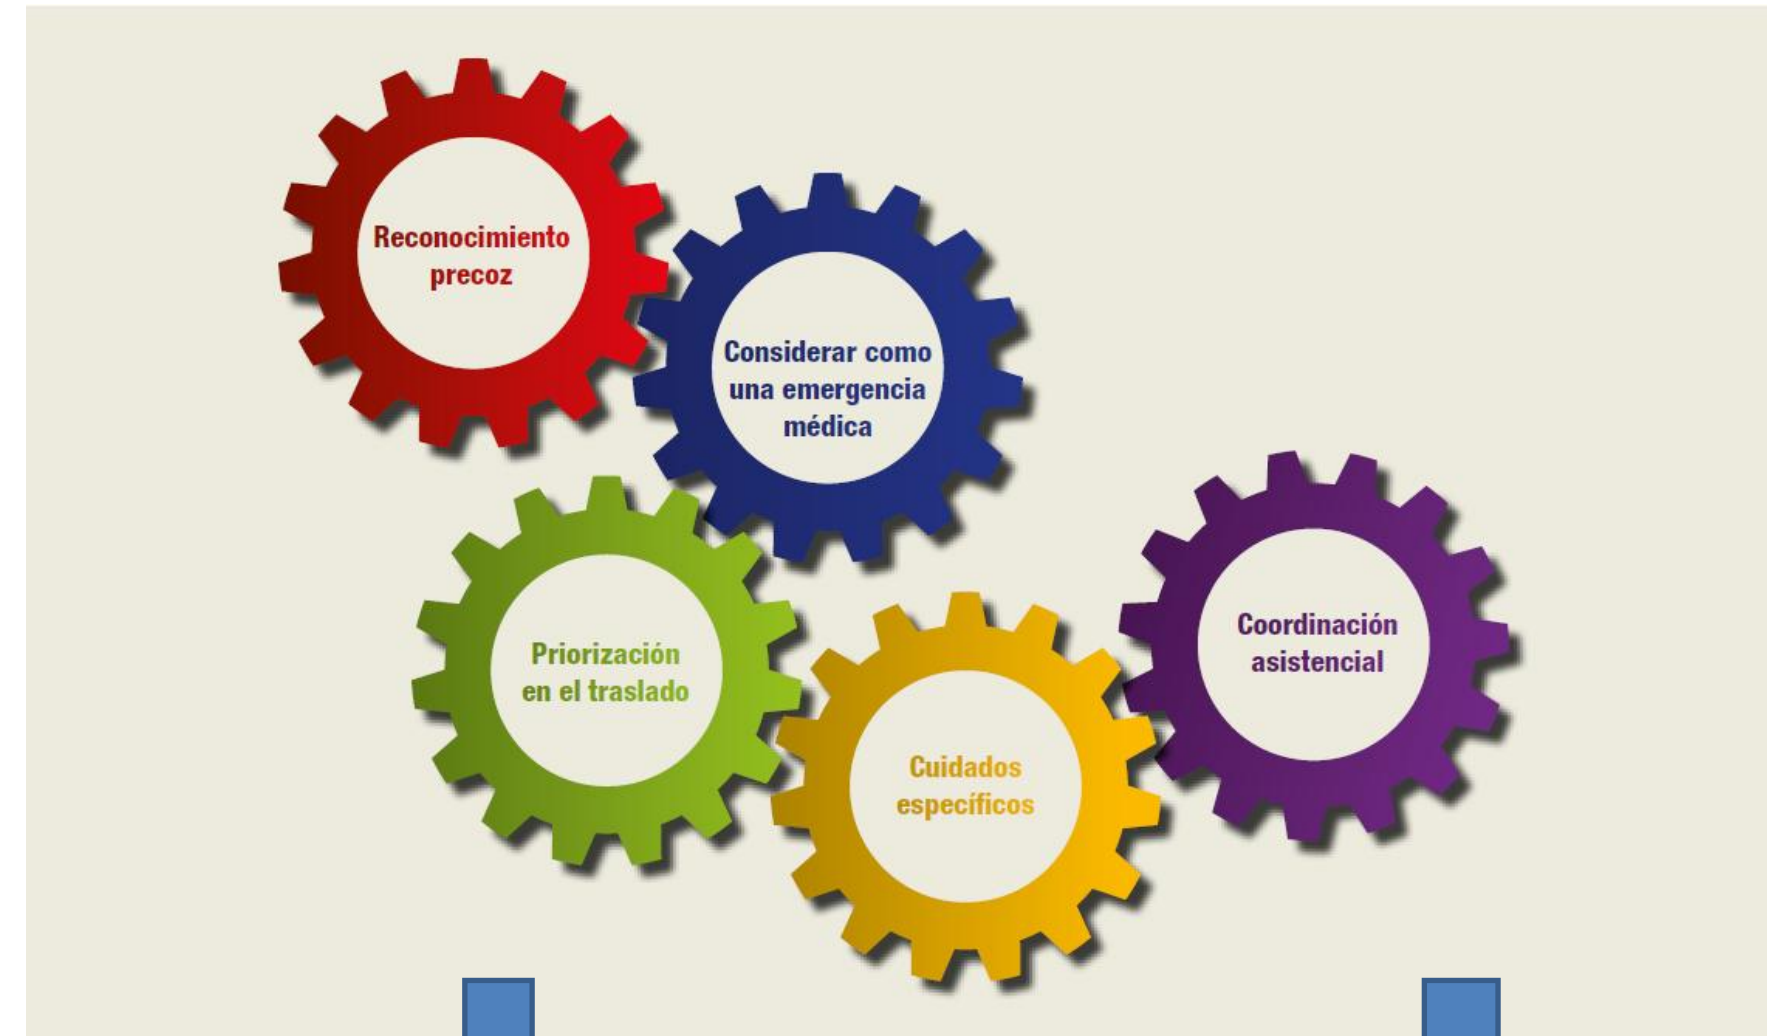 Reconocimiento
precoz
Considerar como
una emergencia
médica
Priorización
en el traslado
Cuidados
específicos
Coordinación
asistencial